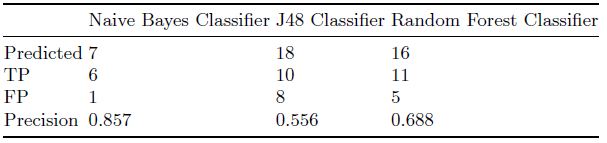 Naive Bayes Classifier J48 Classifier Random Forest Classifier
Predicted 7 18 16
TP 6 10 11
FP 1 8 5
Precision 0.857 0.556 0.688